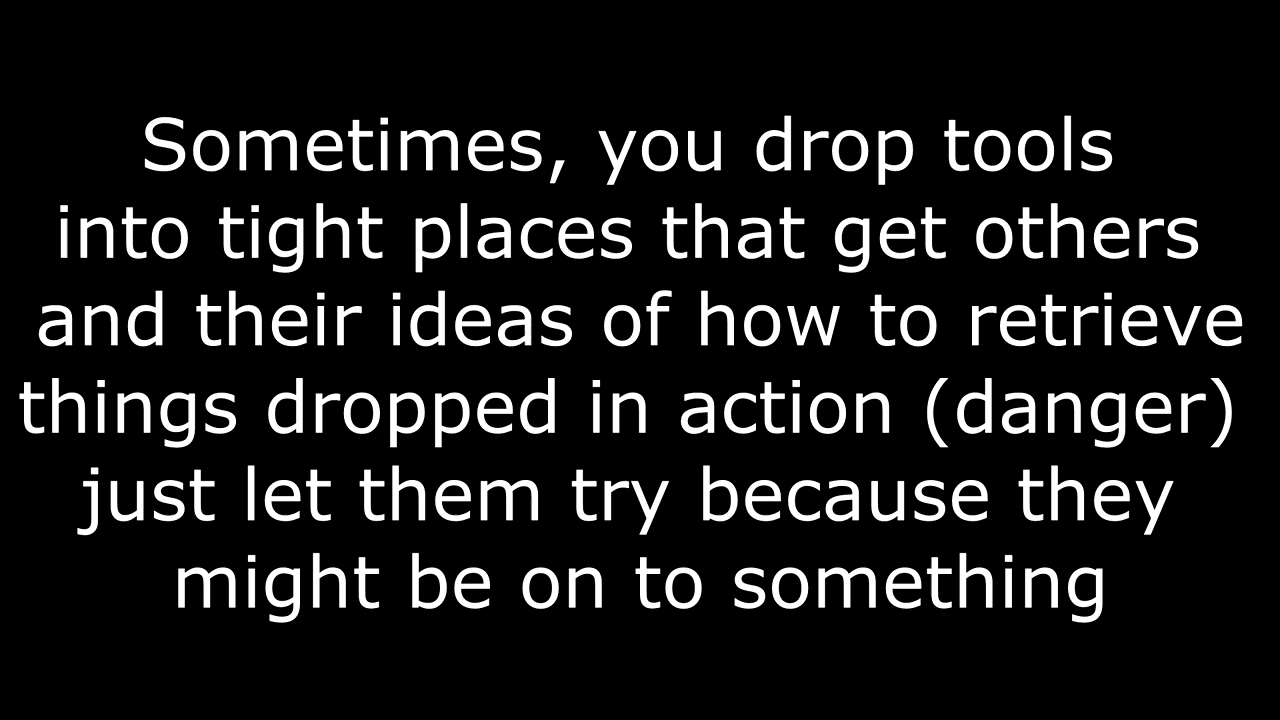 Sometimes, you drop tools
into tight places that get others
and their ideas of how to retrieve
things dropped in action (danger)
just let them try because they
might be on to something